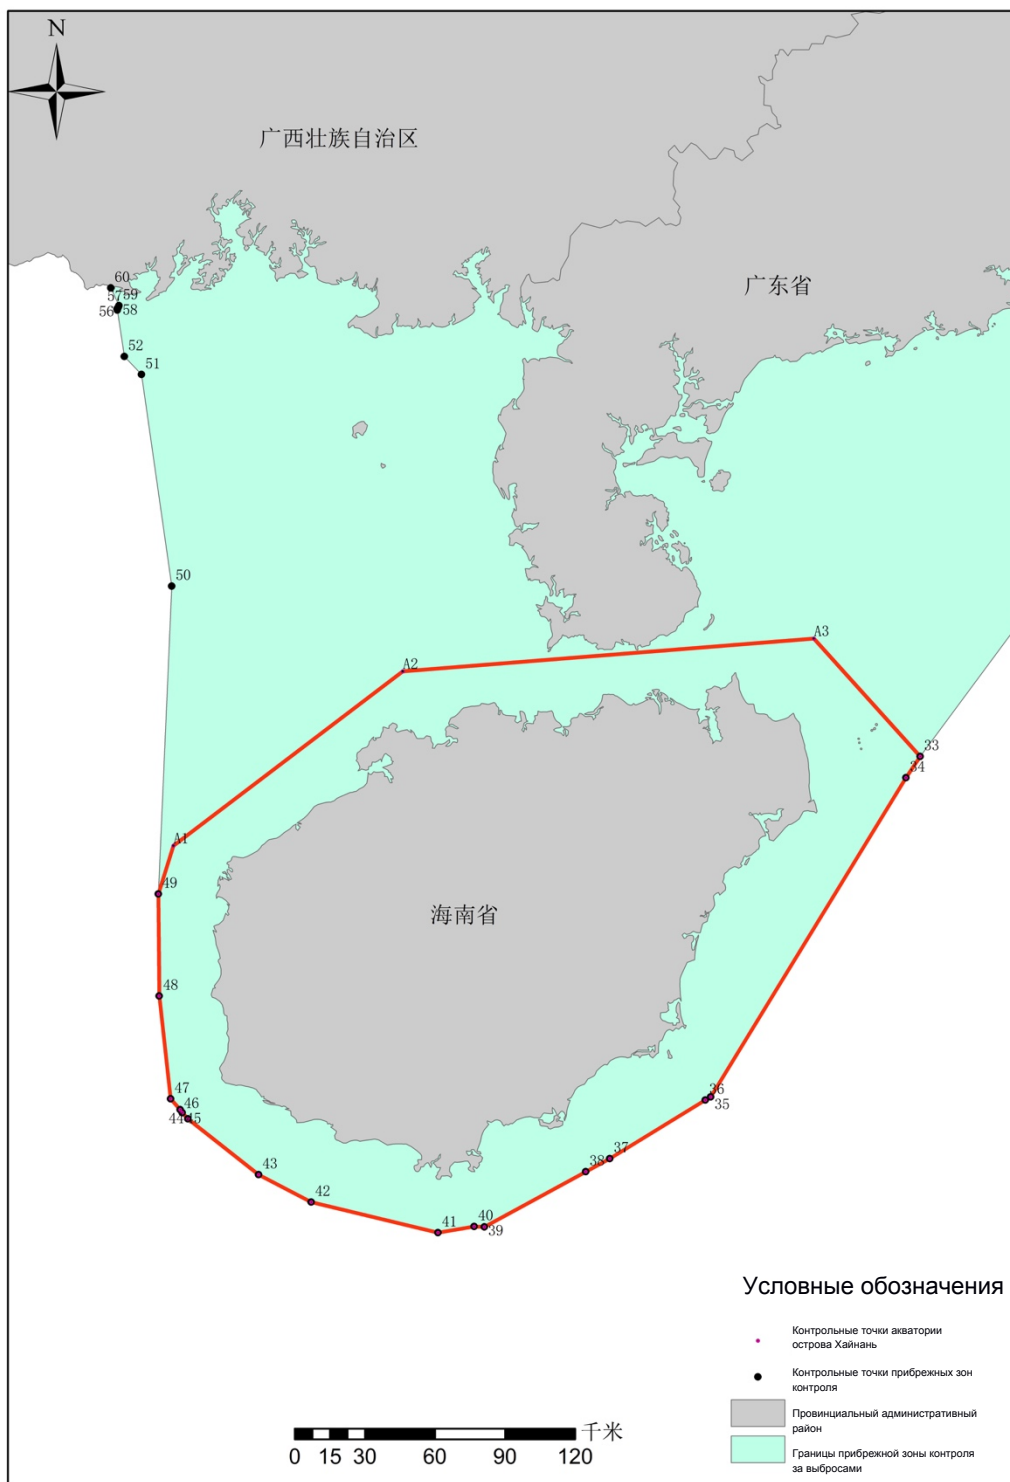 N
广西壮族自治区
广东省
60
57 59
56 58
52
51
50
A3
A2
33
34
A1
49
海南省
48
47
46
44 45
36
35
43
37
38
42
41
40
39
Условные обозначения
Контрольные точки акватории
острова Хайнань
Контрольные точки прибрежных зон
контроля
Провинциальный административный
район
Границы прибрежной зоны контроля
за выбросами
千米
0 15 30 60 90 120